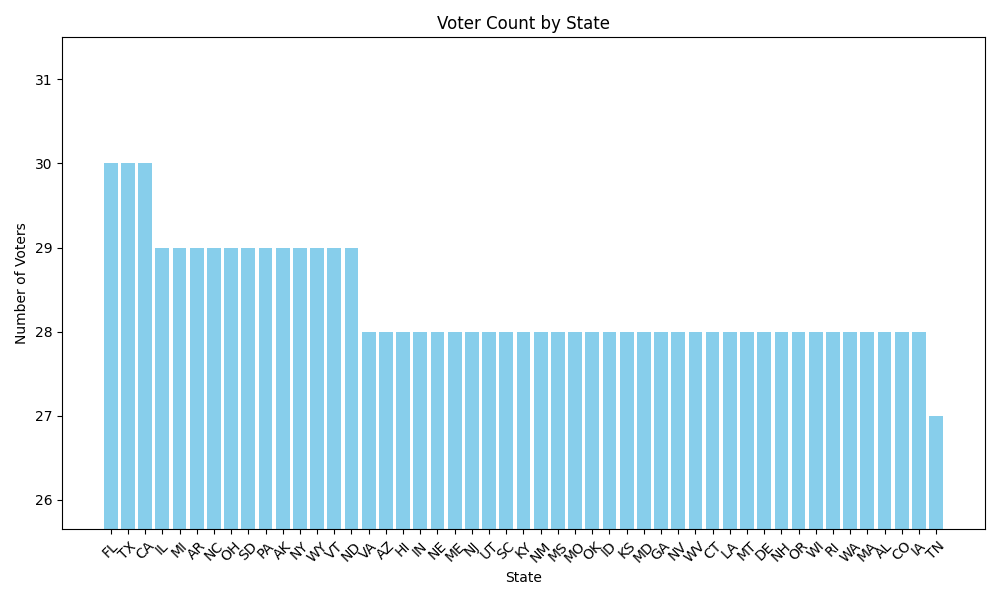 Voter Count by State
31
30
29
28
27
26
Number of Voters
FL TX CA IL MI AR NC OH SD PA AK NY WY VT ND VA AZ HI IN NE ME NJ UT SC KY NM MS MO OK ID KS MD GA NV WV CT LA MT DE NH OR WI RI WA MA AL CO IA TN
State